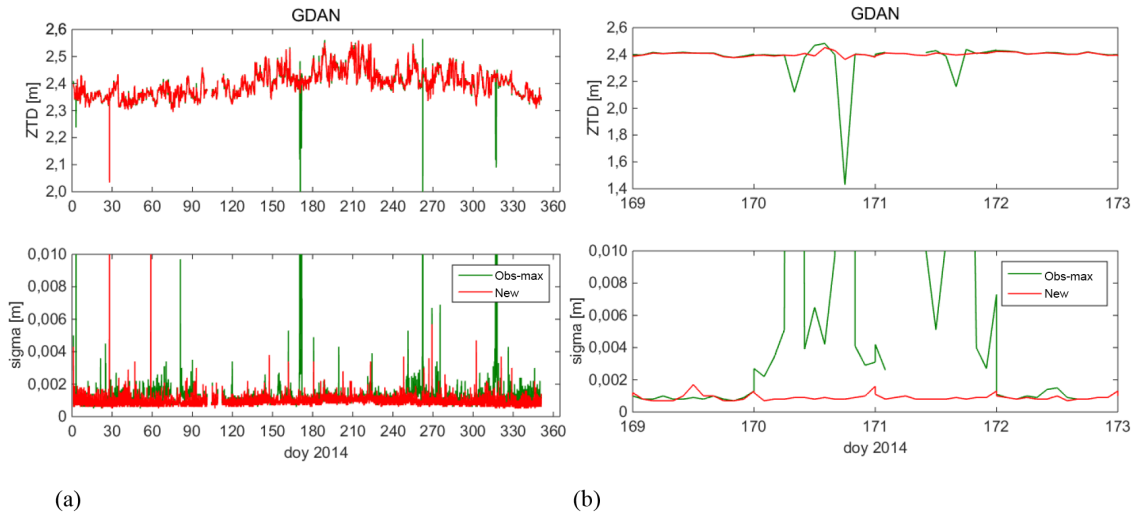 GDAN
ZTD [m]
2,6
2,5
2,4
2,3
2,2
2,1
2,0
0 30 60 90 120 150 180 210 240 270 300 330 360
sigma [m]
0,010
0,008
0,006
0,004
0,002
0
Obs-max
New
0 30 60 90 120 150 180 210 240 270 300 330 360
doy 2014
(a)
GDAN
ZTD [m]
2,6
2,4
2,2
2,0
1,8
1,6
1,4
169 170 171 172 173
sigma [m]
0,010
0,008
0,006
0,004
0,002
0
Obs-max
New
169 170 171 172 173
doy 2014
(b)